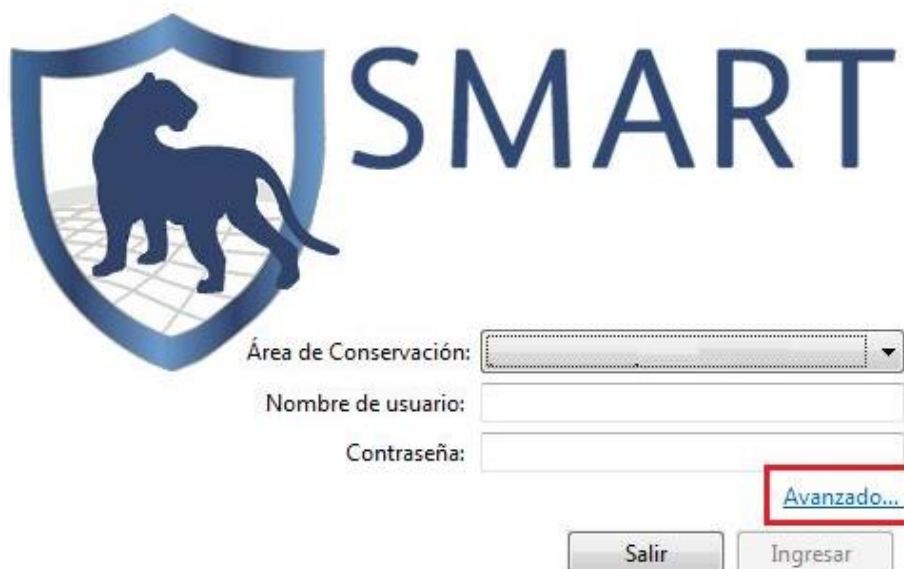 SMART
Área de Conservación:
Nombre de usuario:
Contraseña:
Avanzado...
Salir
Ingresar